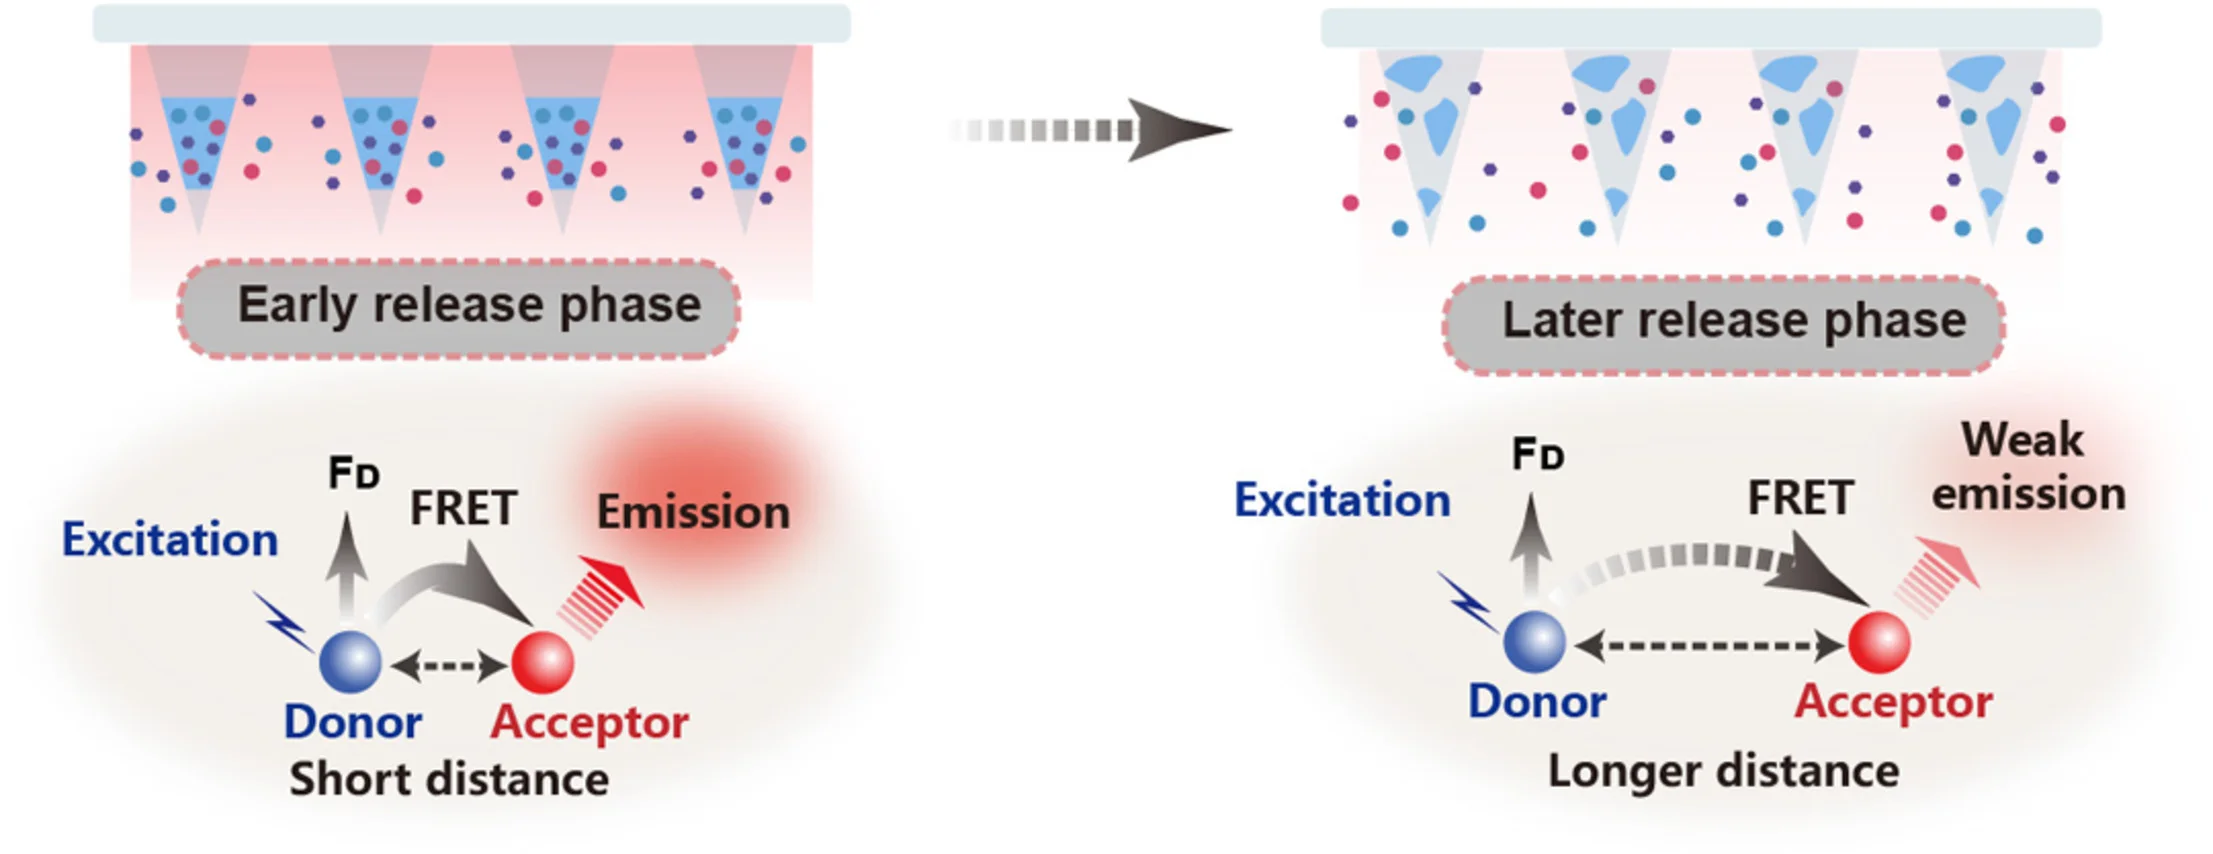 Early release phase
FD
FRET
Emission
Excitation
Donor
Acceptor
Short distance
Later release phase
FD
FRET
Weak
emission
Excitation
Donor
Acceptor
Longer distance